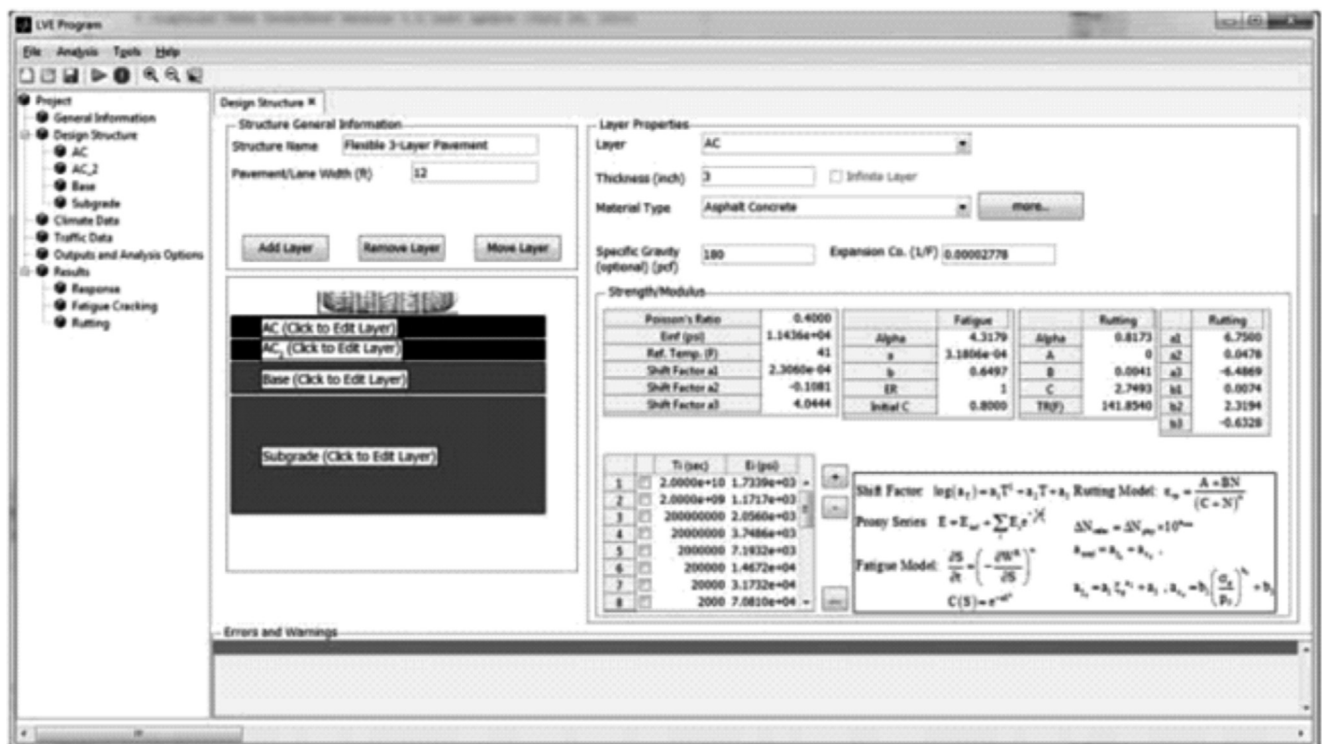 LVE Program
File Analysis Tools Help
Project
General Information
Design Structure
AC
AC_2
Base
Subgrade
Climate Data
Traffic Data
Outputs and Analysis Options
Results
Response
Fatigue Cracking
Rutting
Design Structure
Structure General Information
Structure Name Flexible 3-Layer Pavement
Pavement/Lane Width (ft) 12
Add Layer Remove Layer Move Layer
AC (Click to Edit Layer)
AC_2 (Click to Edit Layer)
Base (Click to Edit Layer)
Subgrade (Click to Edit Layer)
Layer Properties
Layer AC
Thickness (inch) 3 Infinite Layer
Material Type Asphalt Concrete more...
Specific Gravity (optional) (pcf) 180 Expansion Co. (1/F) 0.00002778
Strength/Modulus
Poisson's Ratio 0.4000
Einf (psi) 1.1436e+04
Ref. Temp. (F) 41
Shift Factor a1 2.3060e-04
Shift Factor a2 -0.1081
Shift Factor a3 4.0444
Fatigue
Alpha 4.3179
a 3.1806e-04
b 0.6497
ER 1
Initial C 0.8000
Rutting
Alpha 0.8173
A 0
B 0.0041
C 2.7493
TR(F) 141.8540
Rutting
a1 6.7500
a2 0.0478
a3 -6.4869
b1 0.0074
b2 2.3194
b3 -0.6328
Ti (sec) Ei (psi)
1 2.0000e+10 1.7339e+03
2 2.0000e+09 1.1717e+03
3 200000000 2.0560e+03
4 20000000 3.7486e+03
5 2000000 7.1932e+03
6 200000 1.4672e+04
7 20000 3.1732e+04
8 2000 7.0810e+04
Shift Factor:
Rutting Model:
Prony Series:
Fatigue Model:
Errors and Warnings